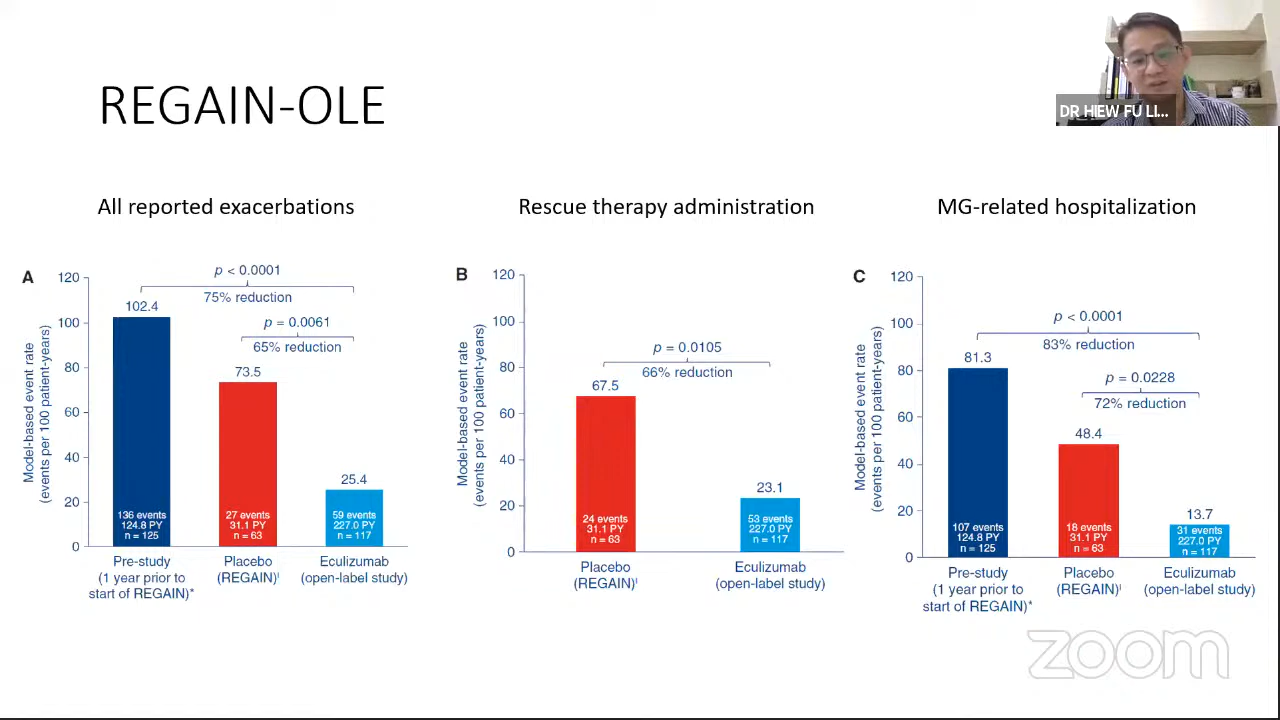 REGAIN-OLE
DR HIEW FU LI...
All reported exacerbations
Rescue therapy administration
MG-related hospitalization
A
Model-based event rate
(events per 100 patient-years)
120
100
80
60
40
20
0
p < 0.0001
75% reduction
p = 0.0061
65% reduction
102.4
73.5
25.4
136 events
124.8 PY
n = 125
27 events
31.1 PY
n = 63
59 events
227.0 PY
n = 117
Pre-study
(1 year prior to
start of REGAIN)*
Placebo
(REGAIN)ᴵ
Eculizumab
(open-label study)
B
Model-based event rate
(events per 100 patient-years)
120
100
80
60
40
20
0
p = 0.0105
66% reduction
67.5
23.1
24 events
31.1 PY
n = 63
53 events
227.0 PY
n = 117
Placebo
(REGAIN)ᴵ
Eculizumab
(open-label study)
C
Model-based event rate
(events per 100 patient-years)
120
100
80
60
40
20
0
p < 0.0001
83% reduction
p = 0.0228
72% reduction
81.3
48.4
13.7
107 events
124.8 PY
n = 125
18 events
31.1 PY
n = 63
31 events
227.0 PY
n = 117
Pre-study
(1 year prior to
start of REGAIN)*
Placebo
(REGAIN)ᴵ
Eculizumab
(open-label study)
zoom